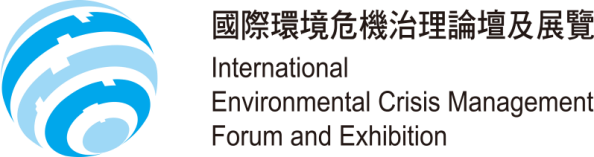 國際環境危機治理論壇及展覽
International
Environmental Crisis Management
Forum and Exhibition